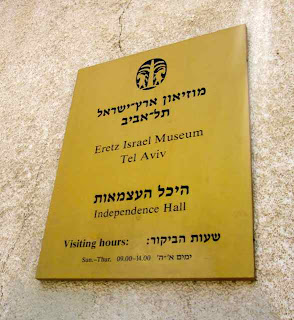 מוזיאון ארץ־ישראל
תל־אביב
Eretz Israel Museum
Tel Aviv
היכל העצמאות
Independence Hall
Visiting hours: שעות הביקור:
Sun.-Thur. 09.00-14.00 ימים א'-ה'